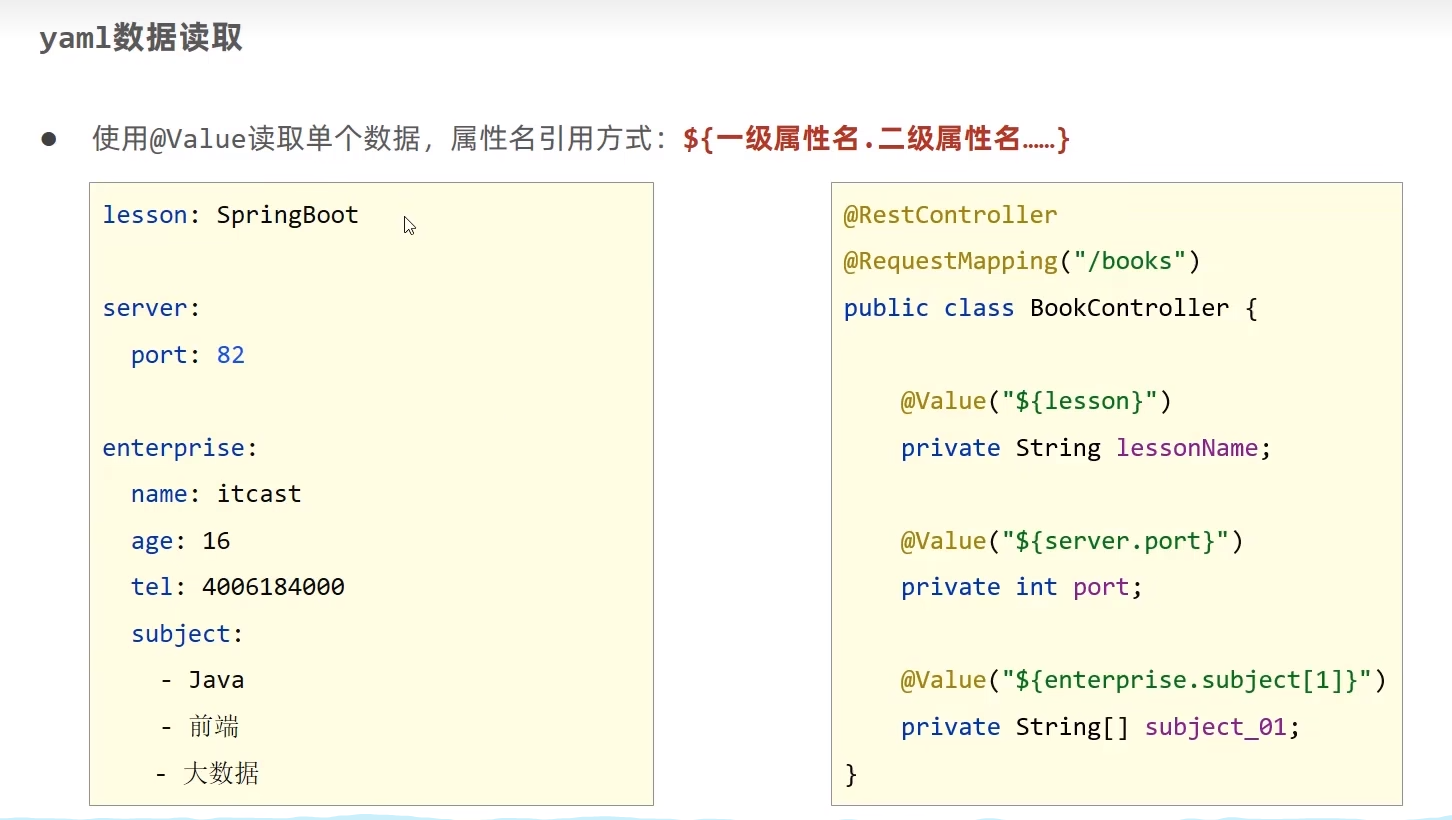 yaml数据读取
● 使用@Value读取单个数据，属性名引用方式：${一级属性名.二级属性名……}
lesson: SpringBoot
server:
  port: 82
enterprise:
  name: itcast
  age: 16
  tel: 4006184000
  subject:
    - Java
    - 前端
    - 大数据
@RestController
@RequestMapping("/books")
public class BookController {
    @Value("${lesson}")
    private String lessonName;
    @Value("${server.port}")
    private int port;
    @Value("${enterprise.subject[1]}")
    private String[] subject_01;
}